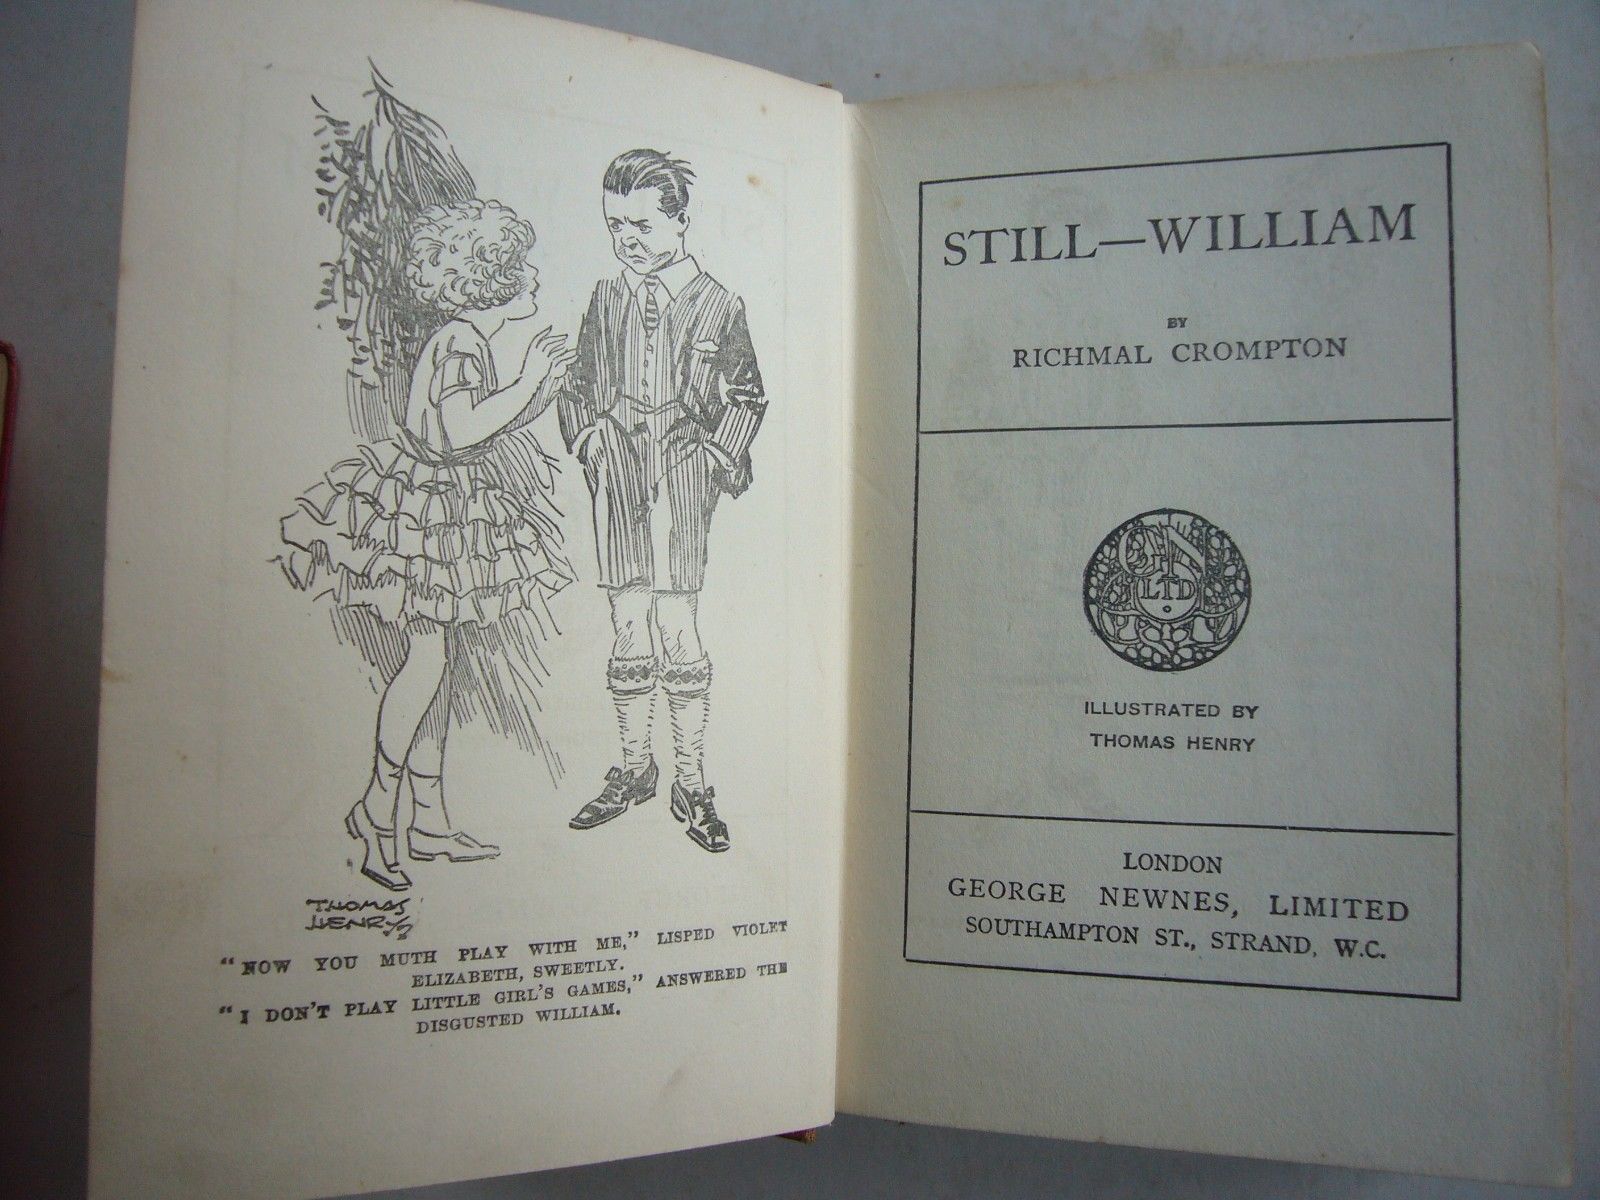 THOMAS
HENRY
"NOW YOU MUTH PLAY WITH ME," LISPED VIOLET
ELIZABETH, SWEETLY.
"I DON'T PLAY LITTLE GIRL'S GAMES," ANSWERED THE
DISGUSTED WILLIAM.
STILL—WILLIAM
BY
RICHMAL CROMPTON
LTD
ILLUSTRATED BY
THOMAS HENRY
LONDON
GEORGE NEWNES, LIMITED
SOUTHAMPTON ST., STRAND, W.C.